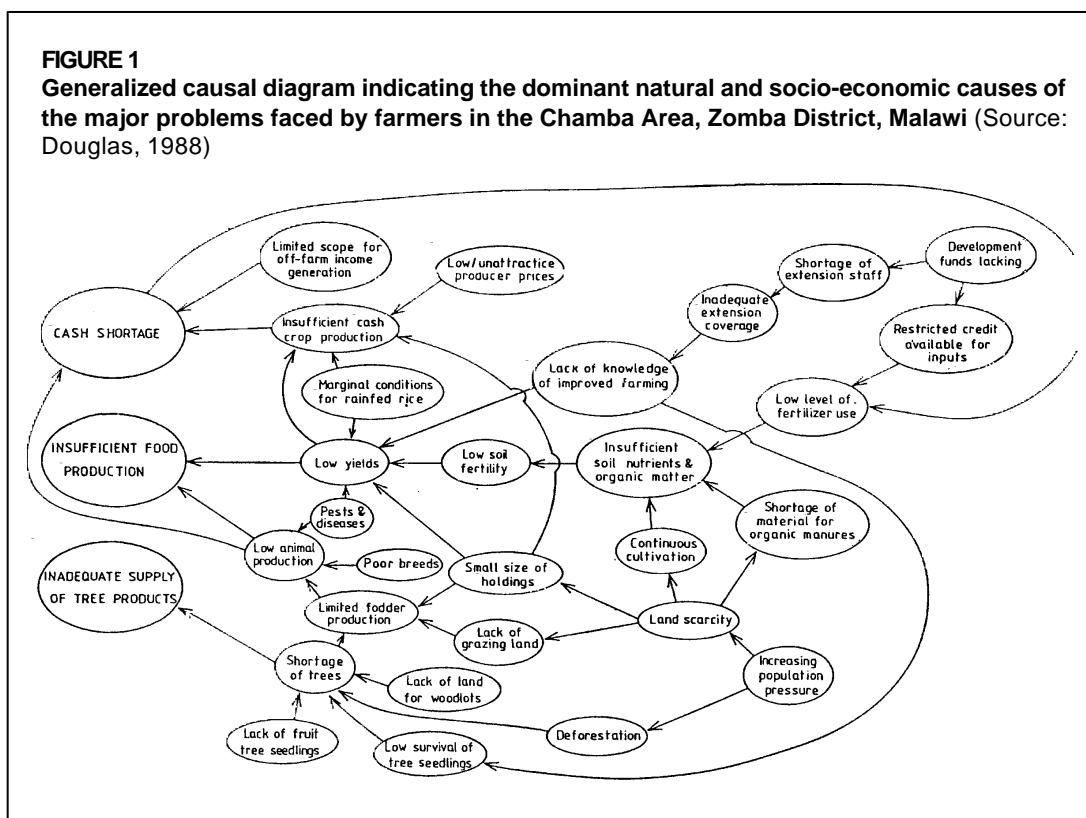 FIGURE 1
Generalized causal diagram indicating the dominant natural and socio-economic causes of
the major problems faced by farmers in the Chamba Area, Zomba District, Malawi (Source:
Douglas, 1988)
Limited scope for
off-farm income
generation
Low/unattractice
producer prices
Shortage of
extension staff
Development
funds lacking
CASH SHORTAGE
Insufficient cash
crop production
Inadequate
extension
coverage
Restricted credit
available for
inputs
Marginal conditions
for rainfed rice
Lack of knowledge
of improved farming
Low level of
fertilizer use
INSUFFICIENT FOOD
PRODUCTION
Low yields
Low soil
fertility
Insufficient
soil nutrients &
organic matter
Pests &
diseases
Shortage of
material for
organic manures
Low animal
production
Poor breeds
Continuous
cultivation
INADEQUATE SUPPLY
OF TREE PRODUCTS
Small size of
holdings
Limited fodder
production
Lack of
grazing land
Land scarcity
Shortage
of trees
Lack of land
for woodlots
Increasing
population
pressure
Lack of fruit
tree seedlings
Low survival of
tree seedlings
Deforestation